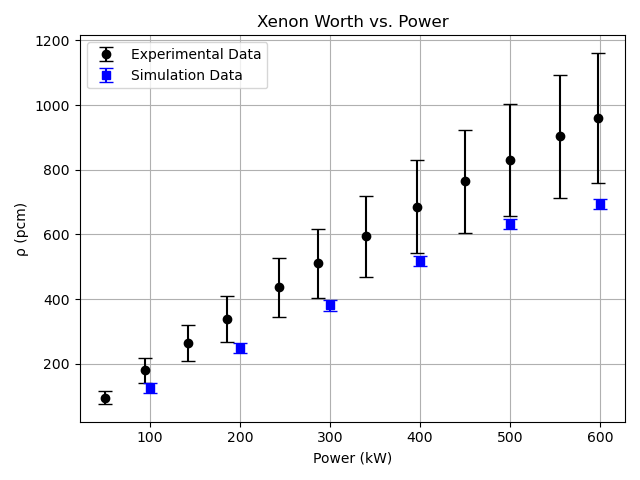 Xenon Worth vs. Power
Experimental Data
Simulation Data
1200
1000
800
600
400
200
ρ (pcm)
100 200 300 400 500 600
Power (kW)